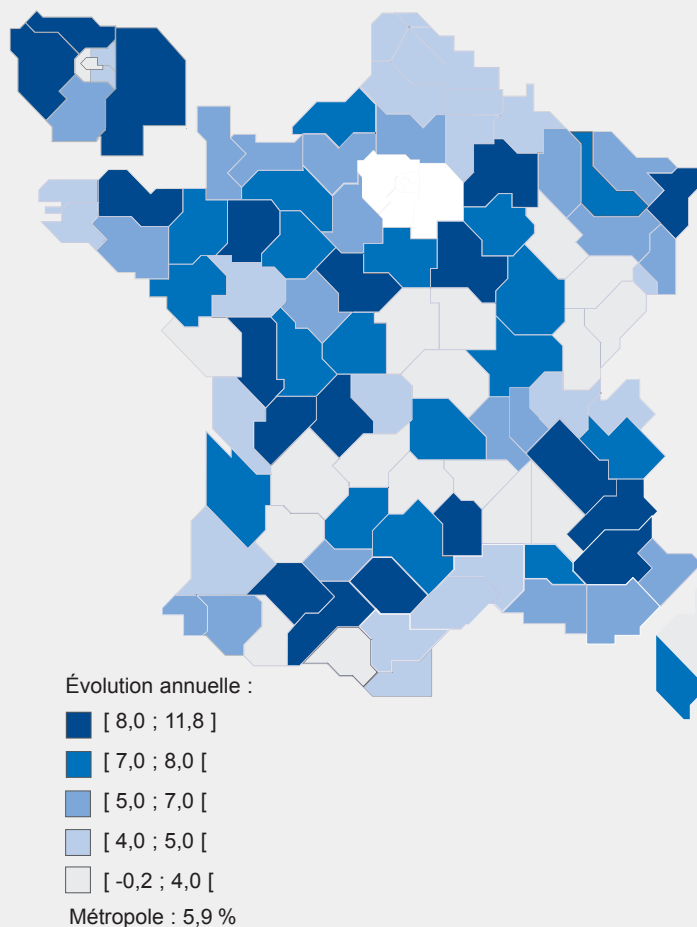 Évolution annuelle :
[ 8,0 ; 11,8 ]
[ 7,0 ; 8,0 [
[ 5,0 ; 7,0 [
[ 4,0 ; 5,0 [
[ -0,2 ; 4,0 [
Métropole : 5,9 %